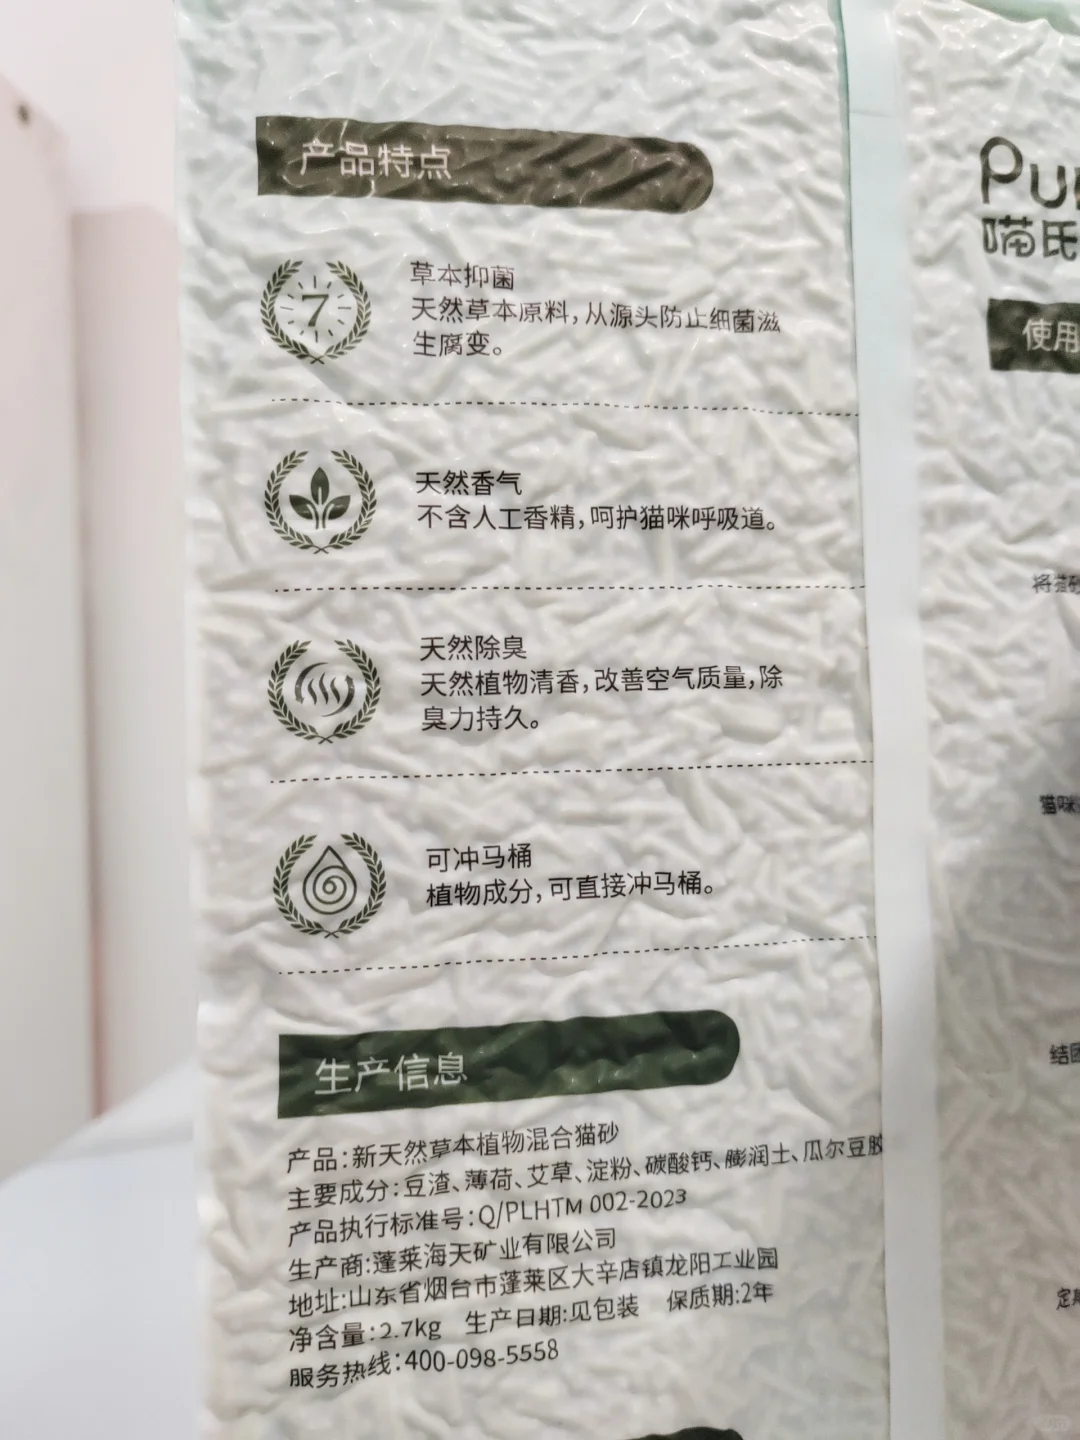 产品特点
7
草本抑菌
天然草本原料，从源头防止细菌滋
生腐变。
天然香气
不含人工香精，呵护猫咪呼吸道。
天然除臭
天然植物清香，改善空气质量，除
臭力持久。
可冲马桶
植物成分，可直接冲马桶。
生产信息
产品：新天然草本植物混合猫砂
主要成分：豆渣、薄荷、艾草、淀粉、碳酸钙、膨润土、瓜尔豆胶
产品执行标准号：Q/PLHTM 002-2023
生产商：蓬莱海天矿业有限公司
地址：山东省烟台市蓬莱区大辛店镇龙阳工业园
净含量：2.7kg 生产日期：见包装 保质期：2年
服务热线：400-098-5558
喵氏
使用
将猫砂
猫咪
结团